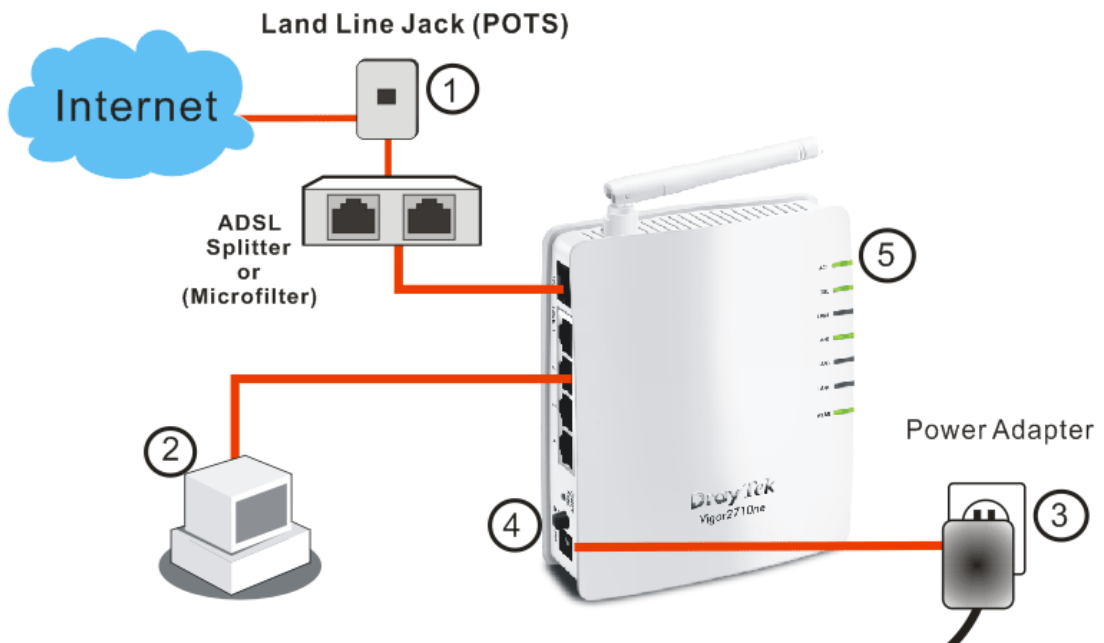 Land Line Jack (POTS)
Internet
1
ADSL
Splitter
or
(Microfilter)
5
2
Power Adapter
DrayTek
Vigor2710ne
4
3